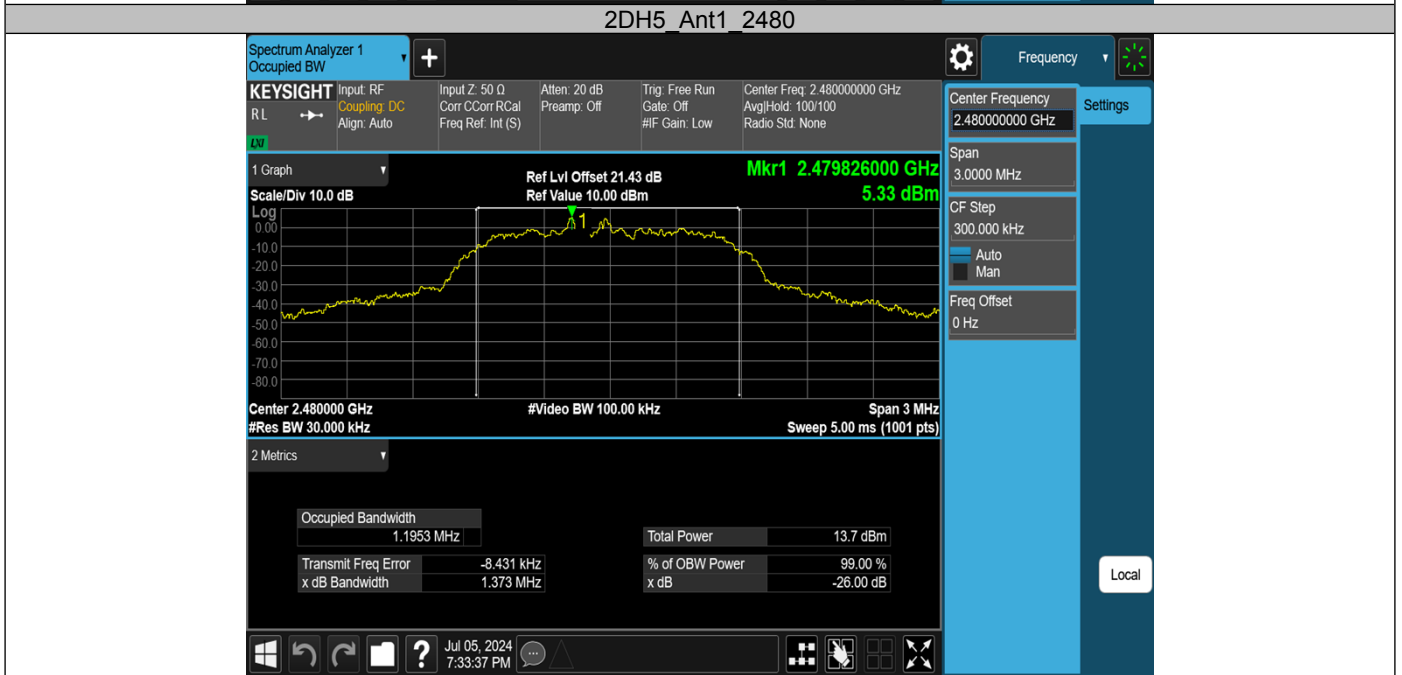 2DH5_Ant1_2480
Spectrum Analyzer 1
Occupied BW
+
Frequency
KEYSIGHT
RL
LXI
Input: RF
Coupling: DC
Align: Auto
Input Z: 50 Ω
Corr CCorr RCal
Freq Ref: Int (S)
Atten: 20 dB
Preamp: Off
Trig: Free Run
Gate: Off
#IF Gain: Low
Center Freq: 2.480000000 GHz
Avg|Hold: 100/100
Radio Std: None
1 Graph
Scale/Div 10.0 dB
Ref Lvl Offset 21.43 dB
Ref Value 10.00 dBm
Mkr1 2.479826000 GHz
5.33 dBm
Log
0.00
-10.0
-20.0
-30.0
-40.0
-50.0
-60.0
-70.0
-80.0
1
Center 2.480000 GHz
#Res BW 30.000 kHz
#Video BW 100.00 kHz
Span 3 MHz
Sweep 5.00 ms (1001 pts)
2 Metrics
Occupied Bandwidth
1.1953 MHz
Transmit Freq Error -8.431 kHz
x dB Bandwidth 1.373 MHz
Total Power 13.7 dBm
% of OBW Power 99.00 %
x dB -26.00 dB
Center Frequency
2.480000000 GHz
Span
3.0000 MHz
CF Step
300.000 kHz
Auto
Man
Freq Offset
0 Hz
Settings
Local
?
Jul 05, 2024
7:33:37 PM